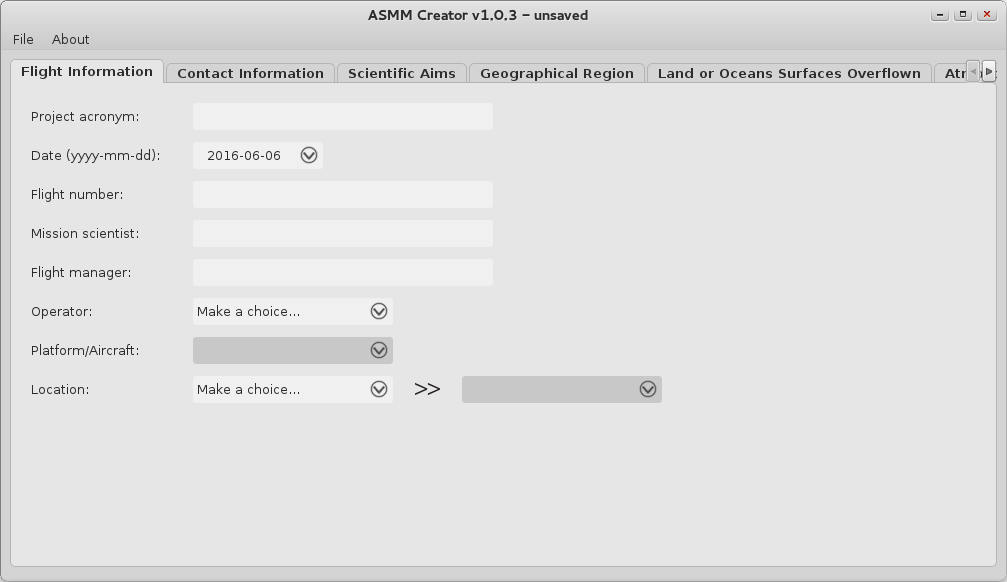 ASMM Creator v1.0.3 – unsaved
File About
Flight Information Contact Information Scientific Aims Geographical Region Land or Oceans Surfaces Overflown
Project acronym:
Date (yyyy-mm-dd): 2016-06-06
Flight number:
Mission scientist:
Flight manager:
Operator: Make a choice...
Platform/Aircraft:
Location: Make a choice... >>